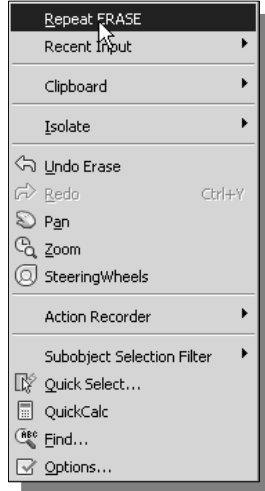 Repeat ERASE
Recent Input
Clipboard
Isolate
Undo Erase
Redo Ctrl+Y
Pan
Zoom
SteeringWheels
Action Recorder
Subobject Selection Filter
Quick Select...
QuickCalc
ABC Find...
Options...